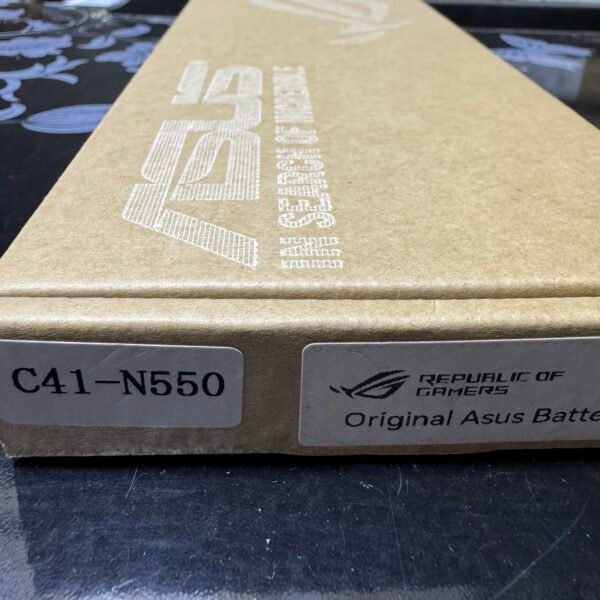 ASUS
IN SEARCH OF INCREDIBLE
C41-N550
REPUBLIC OF
GAMERS
Original Asus Batte